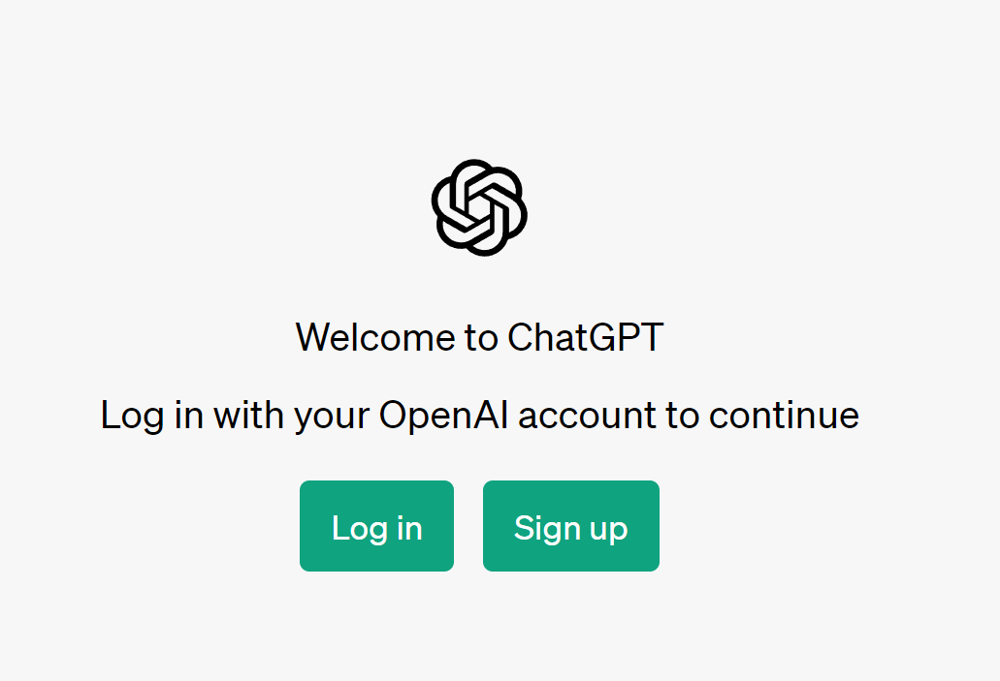 Welcome to ChatGPT
Log in with your OpenAI account to continue
Log in
Sign up